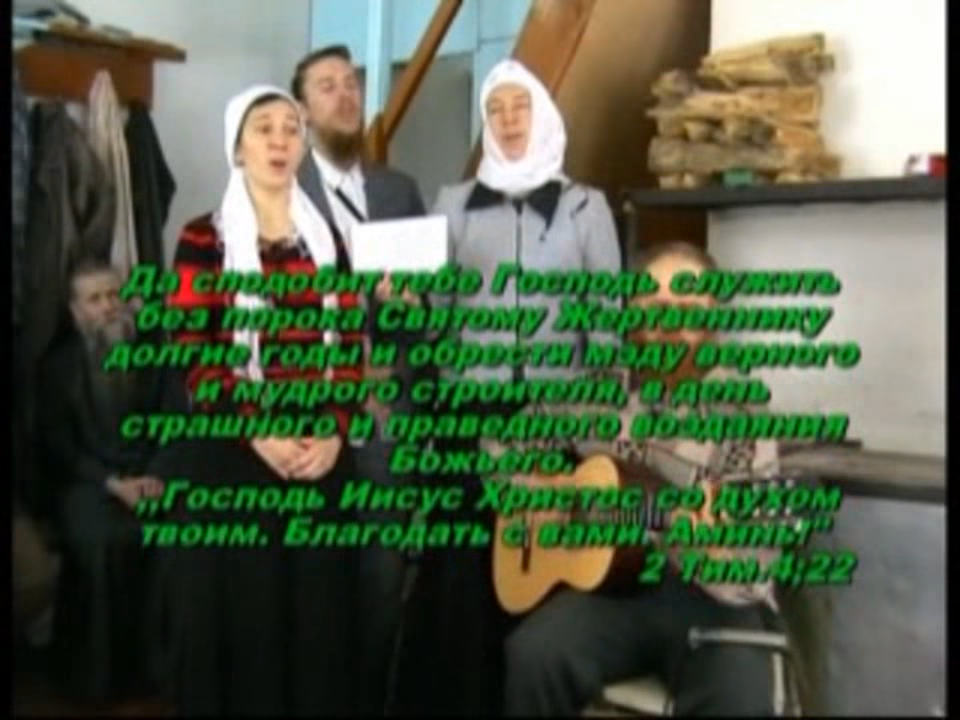 Да сподобит тебе Господь служить
без порока Святому Жертвеннику
долгие годы и обрести мзду верного
и мудрого строителя, в день
страшного и праведного воздаяния
Божьего.
,,Господь Иисус Христос со духом
твоим. Благодать с вами. Аминь!"
2 Тим.4;22